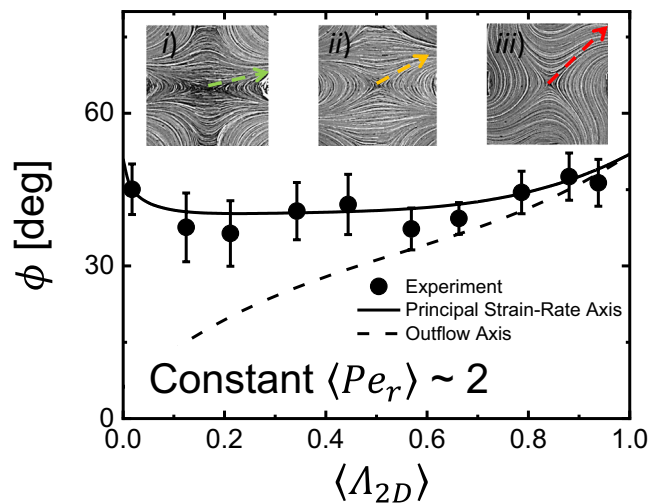 i) ii) iii)
60
30
0
ϕ [deg]
Experiment
Principal Strain-Rate Axis
Outflow Axis
Constant ⟨Pe_r⟩ ~ 2
0.0 0.2 0.4 0.6 0.8 1.0
⟨Λ_2D⟩